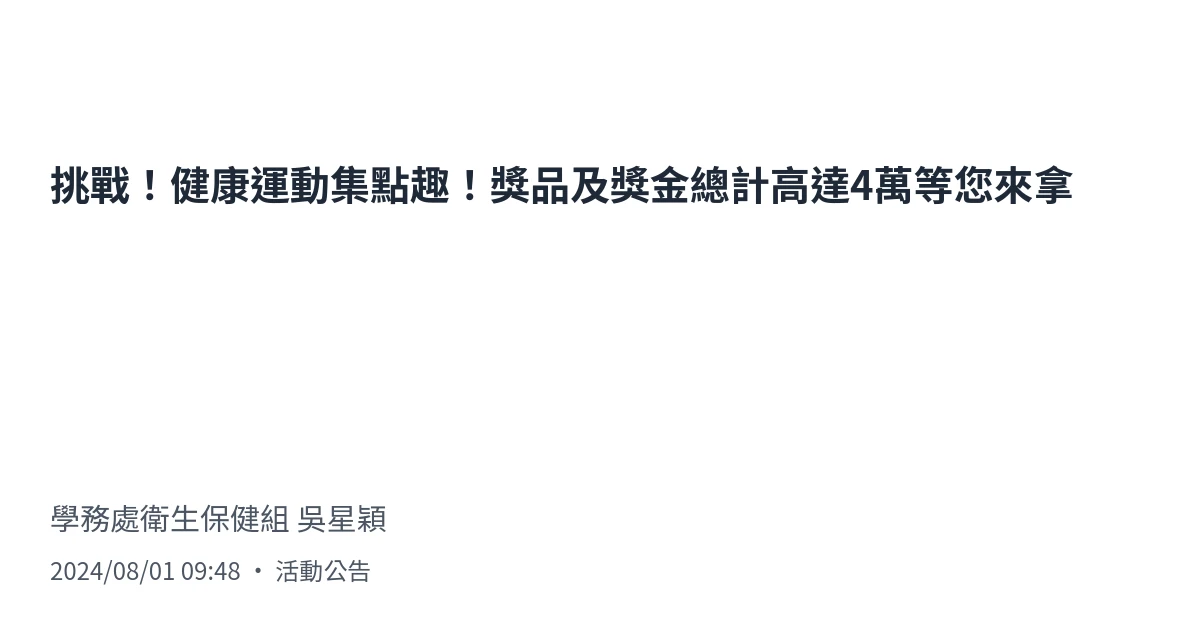 挑戰！健康運動集點趣！獎品及獎金總計高達4萬等您來拿
學務處衛生保健組 吳星穎
2024/08/01 09:48 • 活動公告